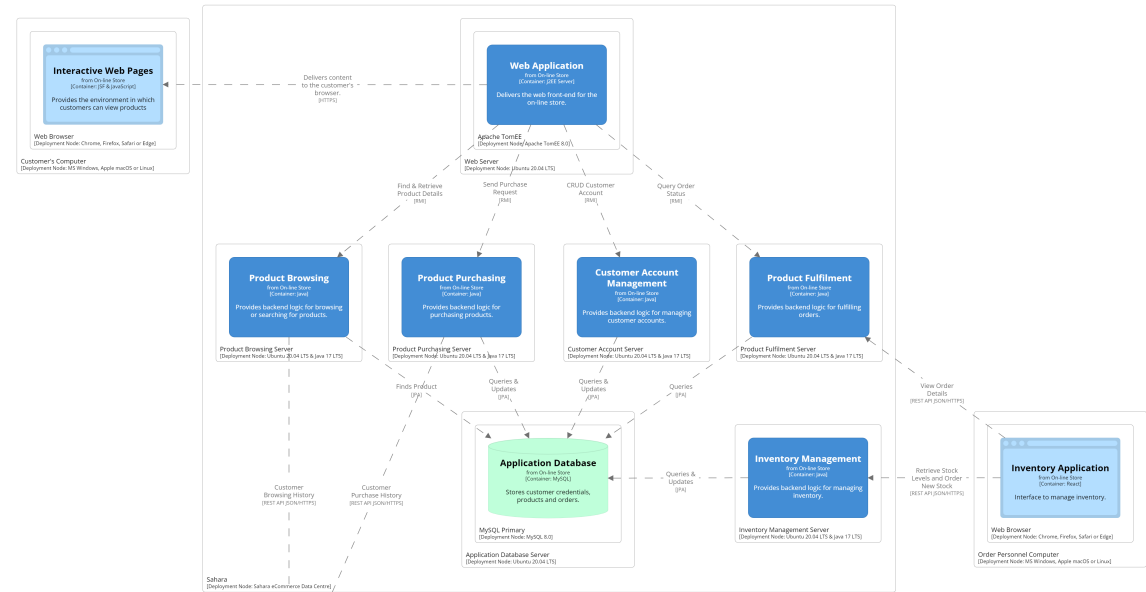 Interactive Web Pages
from On-line Store
[Container: JSF & JavaScript]
Provides the environment in which
customers can view products
Web Browser
[Deployment Node: Chrome, Firefox, Safari or Edge]
Customer's Computer
[Deployment Node: MS Windows, Apple macOS or Linux]
Delivers content
to the customer's
browser.
[HTTPS]
Web Application
from On-line Store
[Container: J2EE Server]
Delivers the web front-end for the
on-line store.
Apache TomEE
[Deployment Node: Apache TomEE 8.0]
Web Server
[Deployment Node: Ubuntu 20.04 LTS]
Find & Retrieve
Product Details
[RMI]
Send Purchase
Request
[RMI]
CRUD Customer
Account
[RMI]
Query Order
Status
[RMI]
Product Browsing
from On-line Store
[Container: Java]
Provides backend logic for browsing
or searching for products.
Product Browsing Server
[Deployment Node: Ubuntu 20.04 LTS & Java 17 LTS]
Product Purchasing
from On-line Store
[Container: Java]
Provides backend logic for
purchasing products.
Product Purchasing Server
[Deployment Node: Ubuntu 20.04 LTS & Java 17 LTS]
Customer Account
Management
from On-line Store
[Container: Java]
Provides backend logic for managing
customer accounts.
Customer Account Server
[Deployment Node: Ubuntu 20.04 LTS & Java 17 LTS]
Product Fulfilment
from On-line Store
[Container: Java]
Provides backend logic for fulfilling
orders.
Product Fulfilment Server
[Deployment Node: Ubuntu 20.04 LTS & Java 17 LTS]
Finds Product
[JPA]
Queries &
Updates
[JPA]
Queries &
Updates
[JPA]
Queries
[JPA]
View Order
Details
[REST API JSON/HTTPS]
Application Database
from On-line Store
[Container: MySQL]
Stores customer credentials,
products and orders.
MySQL Primary
[Deployment Node: MySQL 8.0]
Application Database Server
[Deployment Node: Ubuntu 20.04 LTS]
Queries &
Updates
[JPA]
Inventory Management
from On-line Store
[Container: Java]
Provides backend logic for managing
inventory.
Inventory Management Server
[Deployment Node: Ubuntu 20.04 LTS & Java 17 LTS]
Retrieve Stock
Levels and Order
New Stock
[REST API JSON/HTTPS]
Inventory Application
from On-line Store
[Container: React]
Interface to manage inventory.
Web Browser
[Deployment Node: Chrome, Firefox, Safari or Edge]
Order Personnel Computer
[Deployment Node: MS Windows, Apple macOS or Linux]
Customer
Browsing History
[REST API JSON/HTTPS]
Customer
Purchase History
[REST API JSON/HTTPS]
Sahara
[Deployment Node: Sahara eCommerce Data Centre]